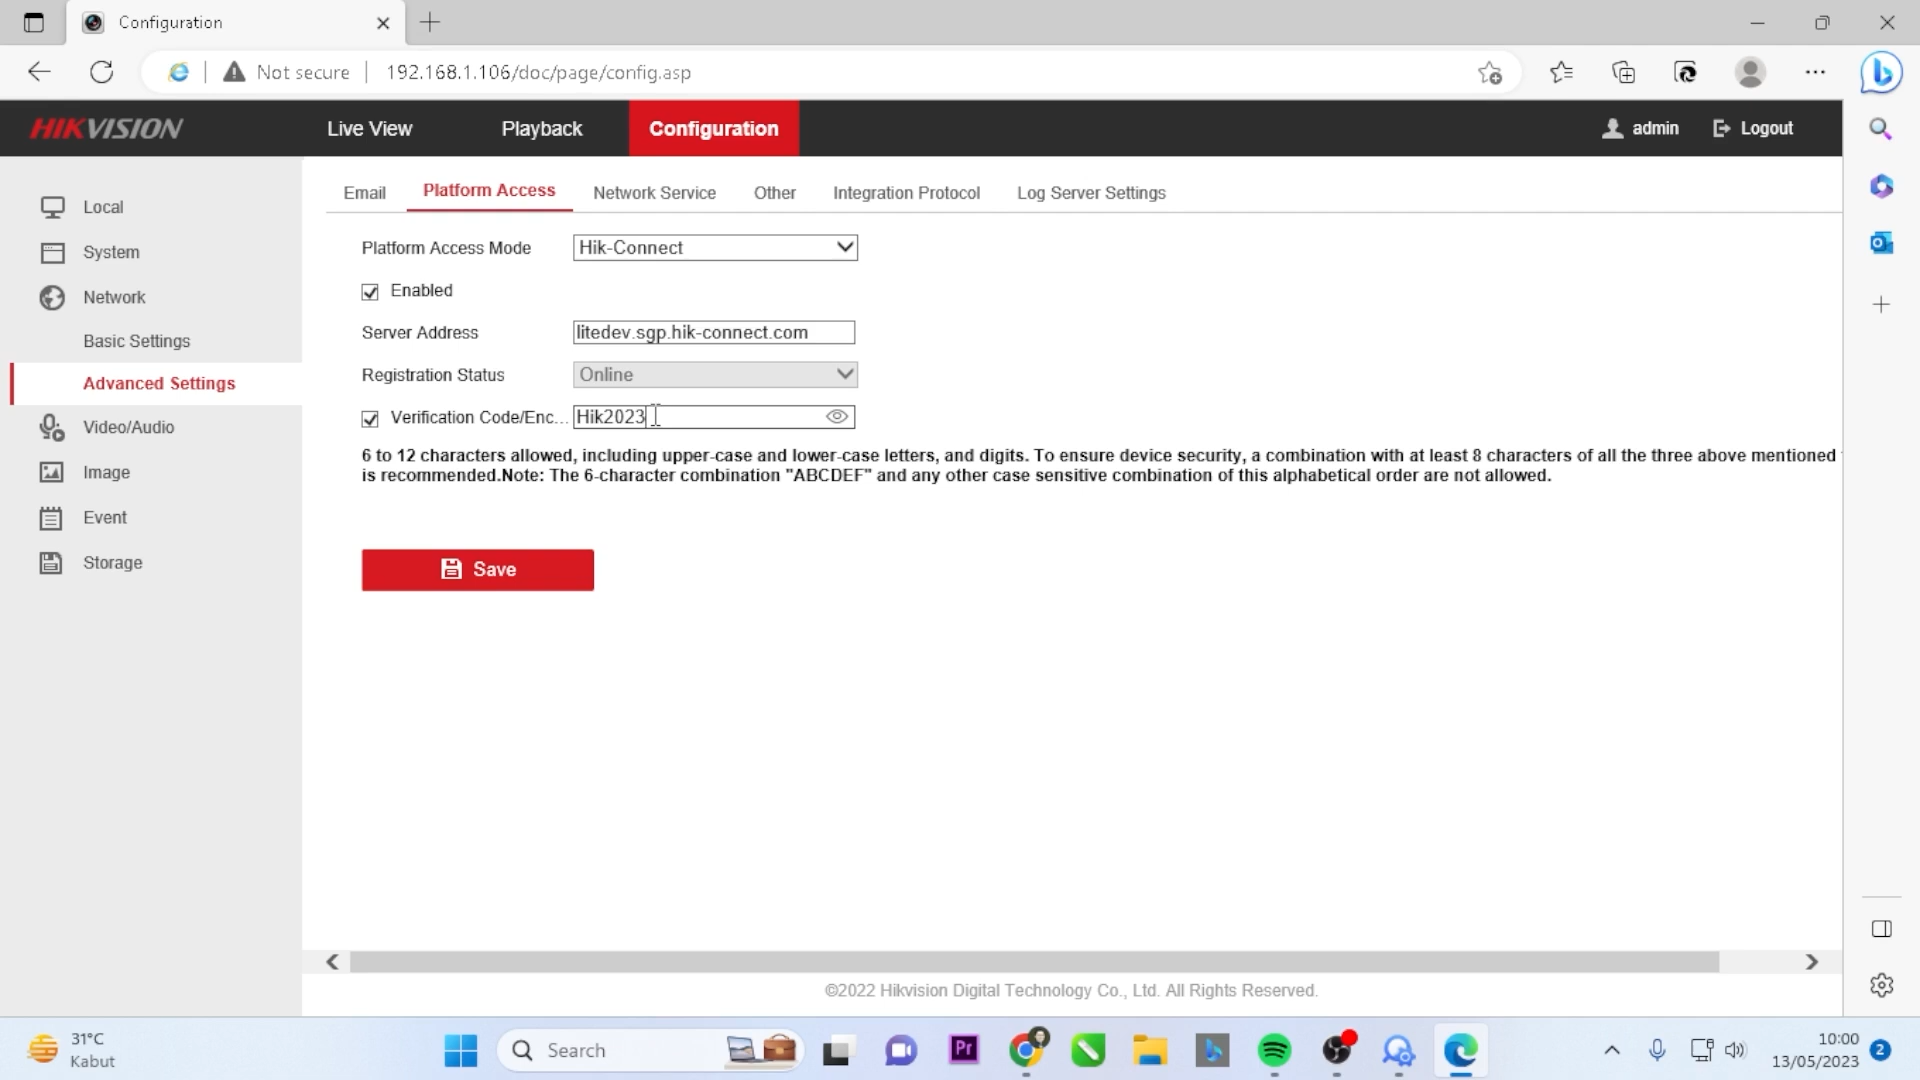 Configuration
Not secure
192.168.1.106/doc/page/config.asp
HIKVISION
Live View
Playback
Configuration
admin
Logout
Local
System
Network
Basic Settings
Advanced Settings
Video/Audio
Image
Event
Storage
Email
Platform Access
Network Service
Other
Integration Protocol
Log Server Settings
Platform Access Mode
Hik-Connect
Enabled
Server Address
litedev.sgp.hik-connect.com
Registration Status
Online
Verification Code/Enc...
Hik2023
6 to 12 characters allowed, including upper-case and lower-case letters, and digits. To ensure device security, a combination with at least 8 characters of all the three above mentioned
is recommended.Note: The 6-character combination "ABCDEF" and any other case sensitive combination of this alphabetical order are not allowed.
Save
©2022 Hikvision Digital Technology Co., Ltd. All Rights Reserved.
31°C
Kabut
Search
Pr
10:00
13/05/2023
2